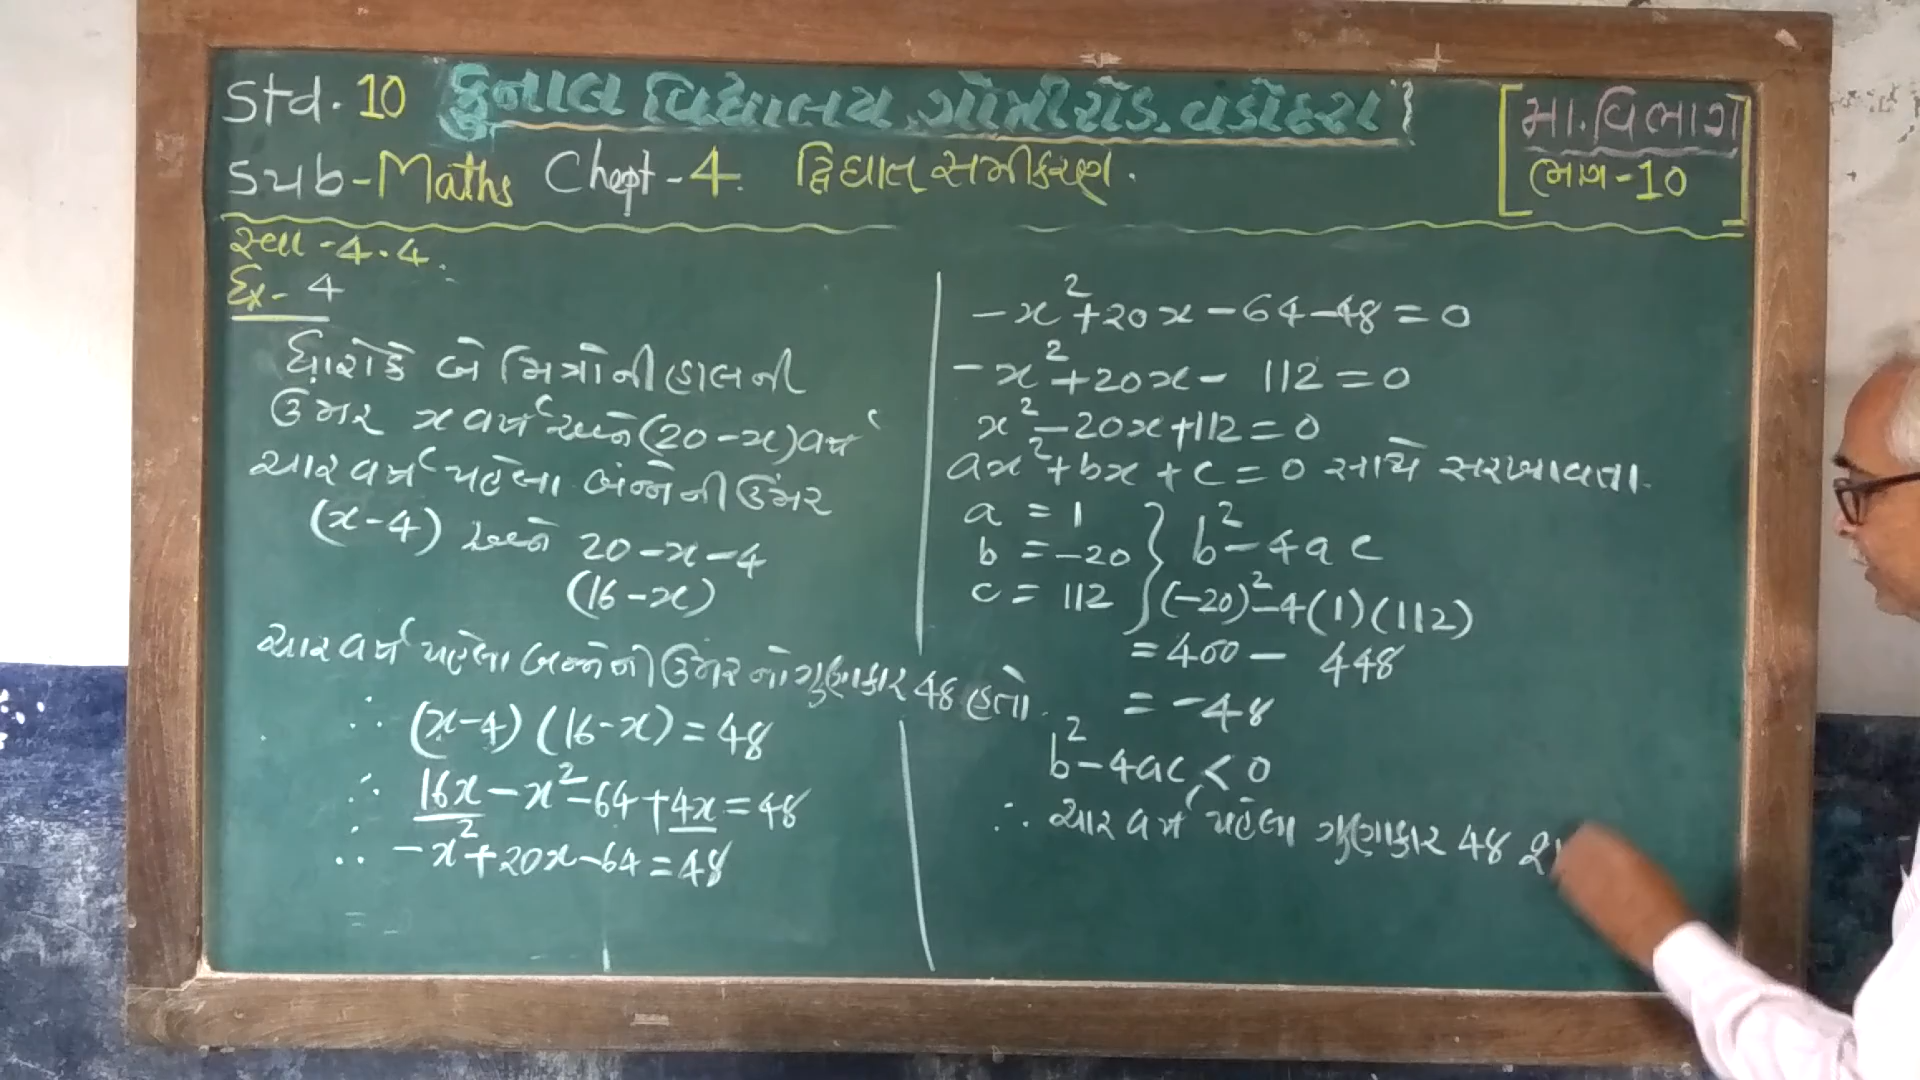 Std. 10 કુનાલ વિદ્યાલય ગોત્રીરોડ. વડોદરા
[મા. વિભાગ
ભાગ-10]
Sub-Maths Chapt-4. દ્વિઘાત સમીકરણ.
સ્વા-4.4.
Ex- 4
ધારોકે બે મિત્રોની હાલની
ઉંમર x વર્ષ અને (20-x) વર્ષ
ચાર વર્ષ પહેલા બંન્નેની ઉંમર
(x-4) અને 20-x-4
(16-x)
ચાર વર્ષ પહેલા બન્નેની ઉંમરનો ગુણાકાર 48 હતો.
∴ (x-4) (16-x) = 48
∴ 16x - x² - 64 + 4x = 48
∴ -x² + 20x - 64 = 48
-x² + 20x - 64 - 48 = 0
-x² + 20x - 112 = 0
x² - 20x + 112 = 0
ax² + bx + c = 0 સાથે સરખાવતા.
a = 1
b = -20 } b² - 4ac
c = 112 (-20)² - 4(1)(112)
= 400 - 448
= -48
b² - 4ac < 0
∴ ચાર વર્ષ પહેલા ગુણાકાર 48